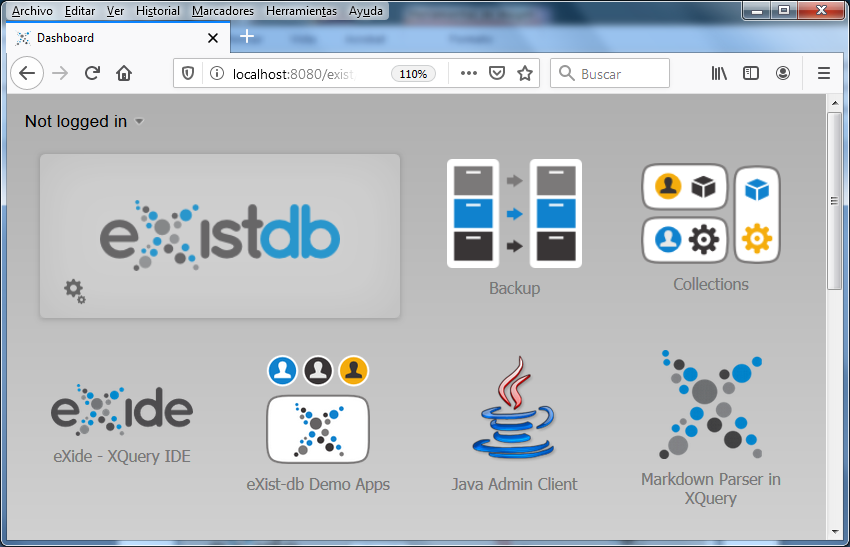 Archivo Editar Ver Historial Marcadores Herramientas Ayuda
Dashboard
localhost:8080/exist
110%
Buscar
Not logged in
eXistdb
Backup
Collections
eXide
eXide - XQuery IDE
eXist-db Demo Apps
Java Admin Client
Markdown Parser in
XQuery